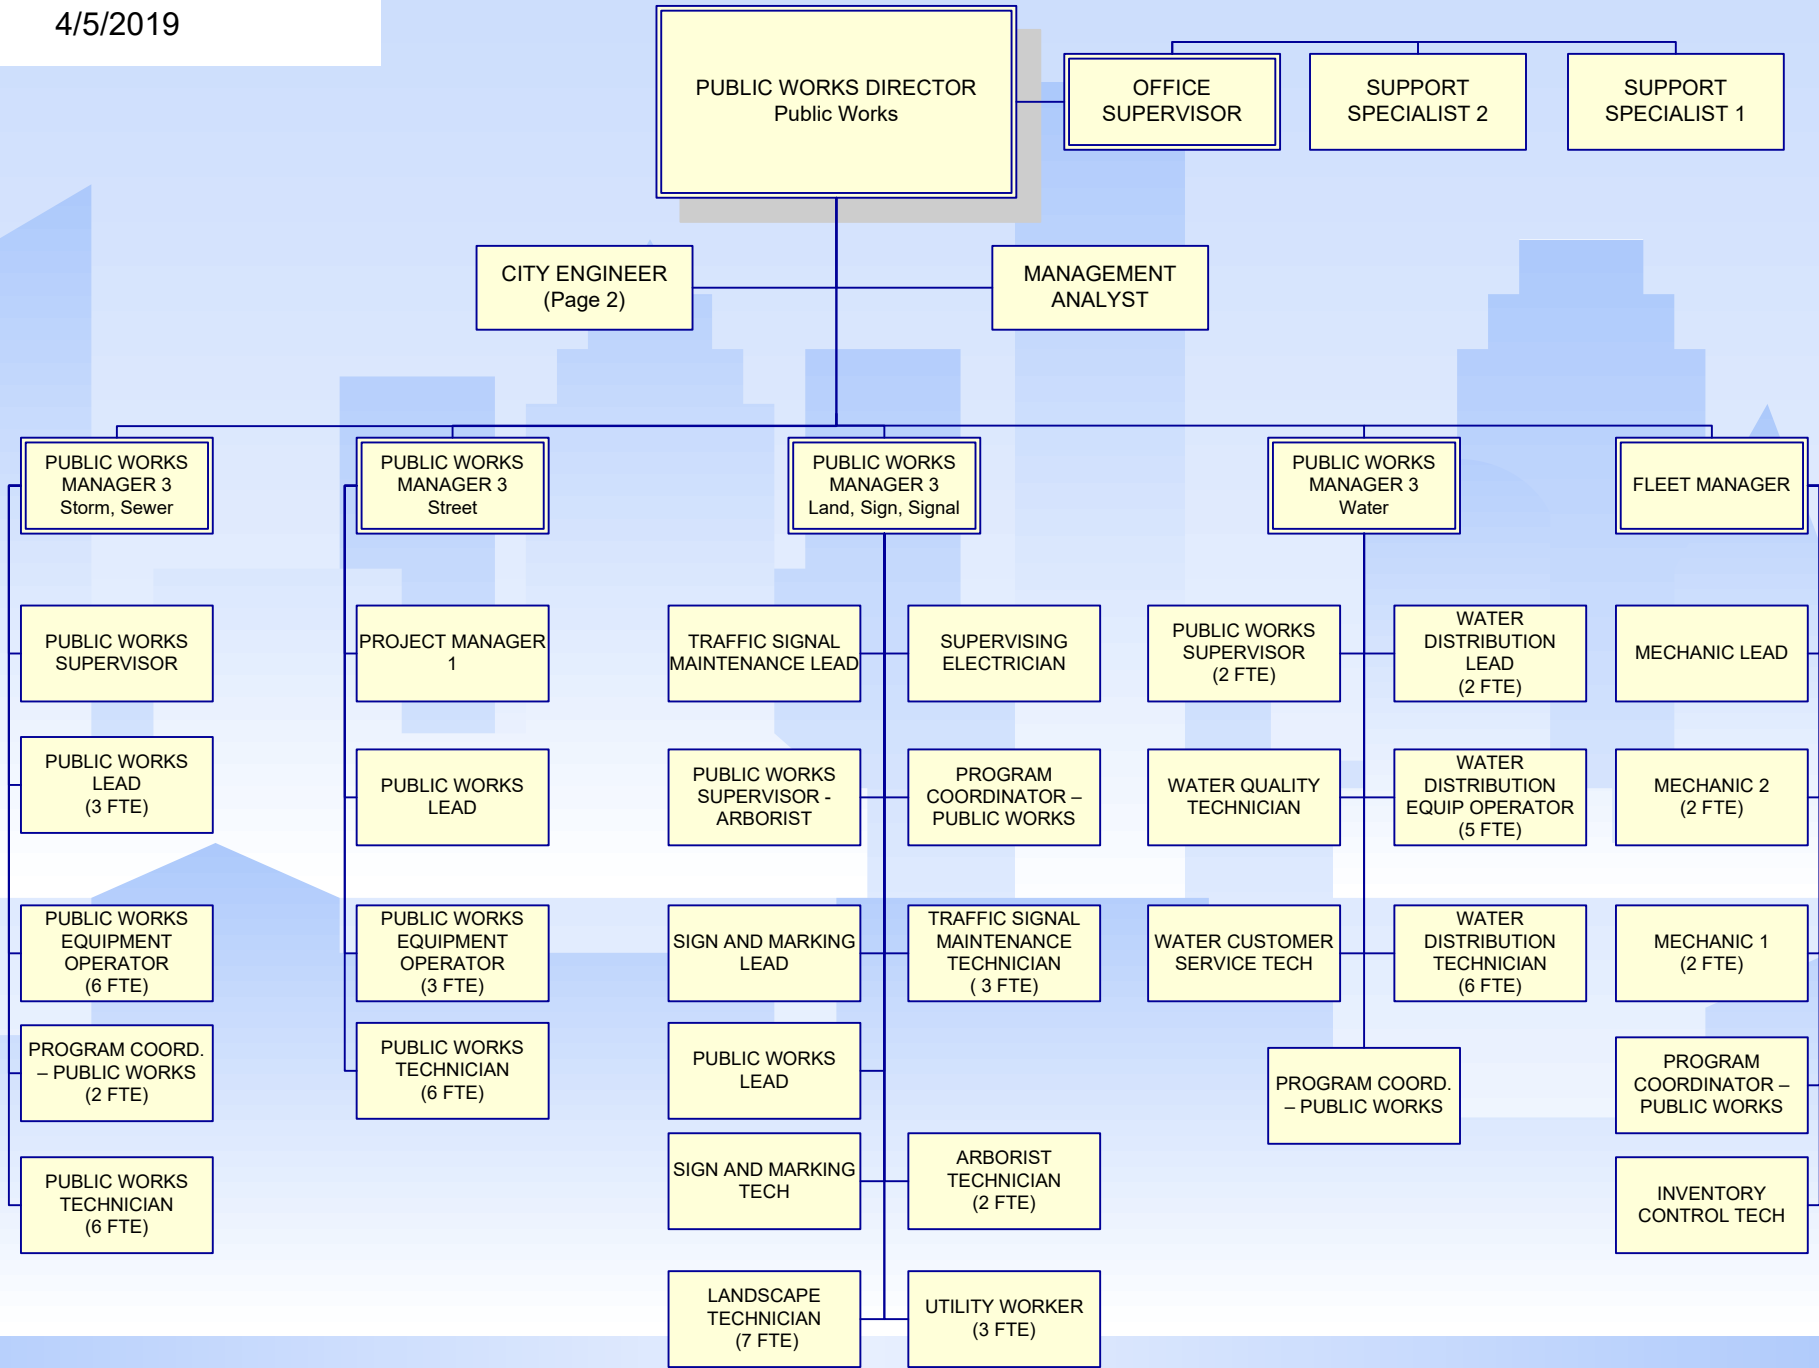 4/5/2019
PUBLIC WORKS DIRECTOR
Public Works
OFFICE
SUPERVISOR
SUPPORT
SPECIALIST 2
SUPPORT
SPECIALIST 1
CITY ENGINEER
(Page 2)
MANAGEMENT
ANALYST
PUBLIC WORKS
MANAGER 3
Storm, Sewer
PUBLIC WORKS
MANAGER 3
Street
PUBLIC WORKS
MANAGER 3
Land, Sign, Signal
PUBLIC WORKS
MANAGER 3
Water
FLEET MANAGER
PUBLIC WORKS
SUPERVISOR
PROJECT MANAGER
1
TRAFFIC SIGNAL
MAINTENANCE LEAD
SUPERVISING
ELECTRICIAN
PUBLIC WORKS
SUPERVISOR
(2 FTE)
WATER
DISTRIBUTION
LEAD
(2 FTE)
MECHANIC LEAD
PUBLIC WORKS
LEAD
(3 FTE)
PUBLIC WORKS
LEAD
PUBLIC WORKS
SUPERVISOR -
ARBORIST
PROGRAM
COORDINATOR –
PUBLIC WORKS
WATER QUALITY
TECHNICIAN
WATER
DISTRIBUTION
EQUIP OPERATOR
(5 FTE)
MECHANIC 2
(2 FTE)
PUBLIC WORKS
EQUIPMENT
OPERATOR
(6 FTE)
PUBLIC WORKS
EQUIPMENT
OPERATOR
(3 FTE)
SIGN AND MARKING
LEAD
TRAFFIC SIGNAL
MAINTENANCE
TECHNICIAN
( 3 FTE)
WATER CUSTOMER
SERVICE TECH
WATER
DISTRIBUTION
TECHNICIAN
(6 FTE)
MECHANIC 1
(2 FTE)
PROGRAM COORD.
– PUBLIC WORKS
(2 FTE)
PUBLIC WORKS
TECHNICIAN
(6 FTE)
PUBLIC WORKS
LEAD
PROGRAM COORD.
– PUBLIC WORKS
PROGRAM
COORDINATOR –
PUBLIC WORKS
PUBLIC WORKS
TECHNICIAN
(6 FTE)
SIGN AND MARKING
TECH
ARBORIST
TECHNICIAN
(2 FTE)
INVENTORY
CONTROL TECH
LANDSCAPE
TECHNICIAN
(7 FTE)
UTILITY WORKER
(3 FTE)